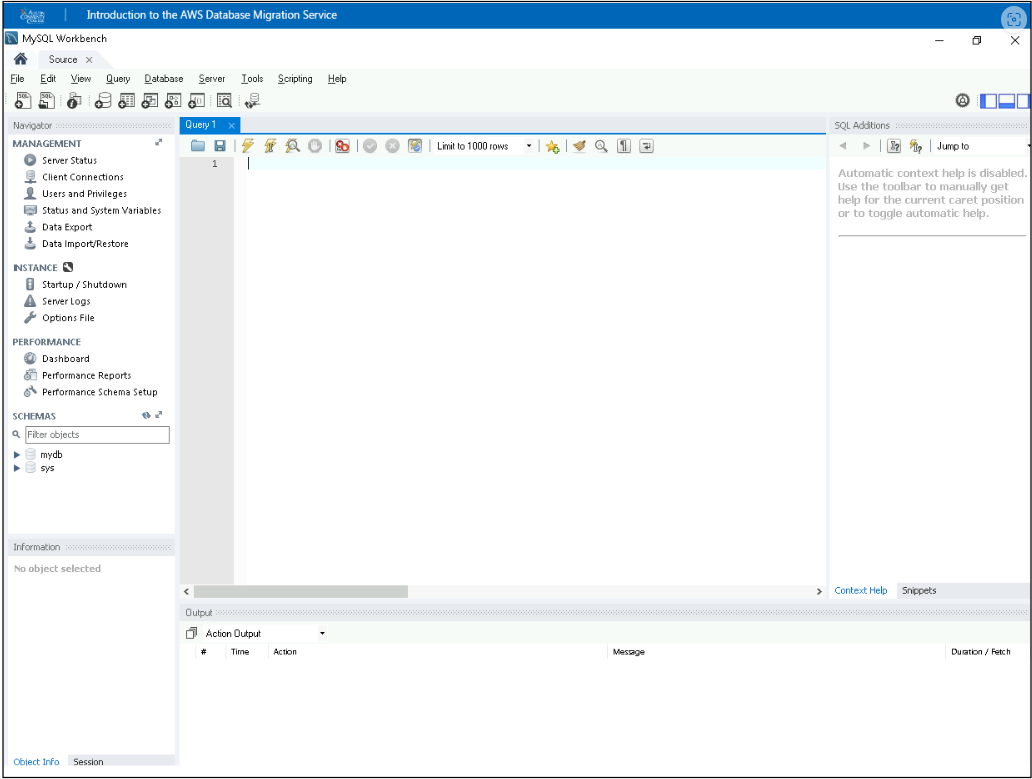 Austin Community College
Introduction to the AWS Database Migration Service
MySQL Workbench
Source
File Edit View Query Database Server Tools Scripting Help
Navigator
Query 1
SQL Additions
MANAGEMENT
Server Status
Client Connections
Users and Privileges
Status and System Variables
Data Export
Data Import/Restore
INSTANCE
Startup / Shutdown
Server Logs
Options File
PERFORMANCE
Dashboard
Performance Reports
Performance Schema Setup
SCHEMAS
Filter objects
mydb
sys
Information
No object selected
Object Info Session
Limit to 1000 rows
1
Jump to
Automatic context help is disabled.
Use the toolbar to manually get
help for the current caret position
or to toggle automatic help.
Context Help Snippets
Output
Action Output
# Time Action Message Duration / Fetch